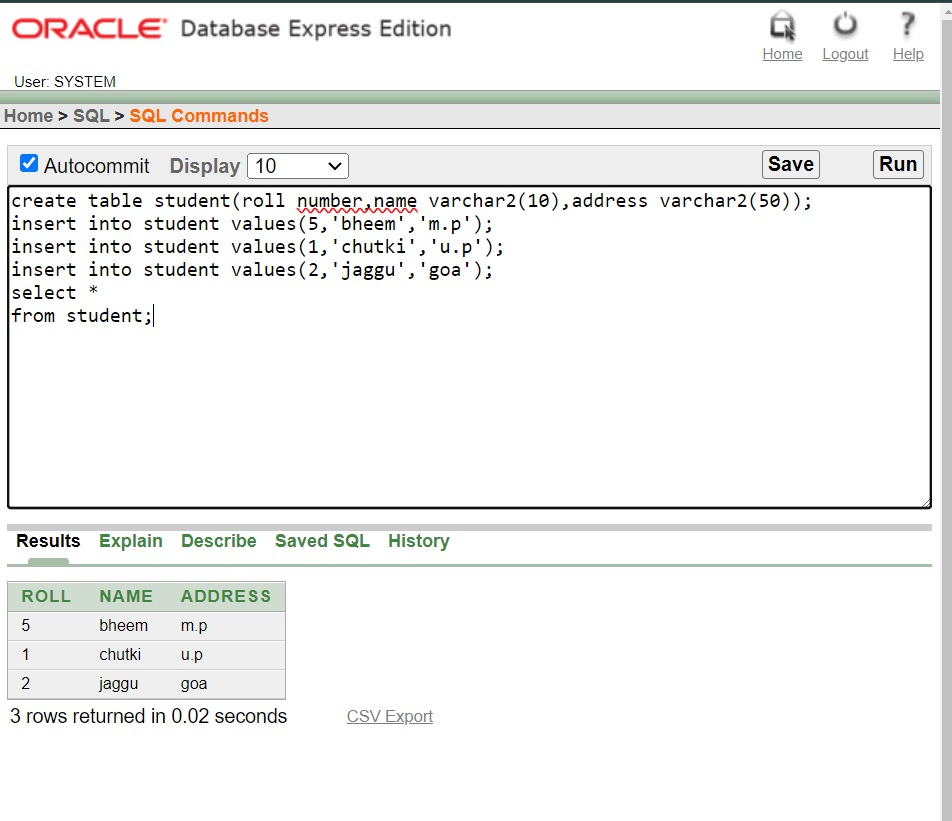 ORACLE® Database Express Edition
Home Logout Help
User: SYSTEM
Home > SQL > SQL Commands
Autocommit Display 10 Save Run
create table student(roll number,name varchar2(10),address varchar2(50));
insert into student values(5,'bheem','m.p');
insert into student values(1,'chutki','u.p');
insert into student values(2,'jaggu','goa');
select *
from student;
Results Explain Describe Saved SQL History
ROLL NAME ADDRESS
5 bheem m.p
1 chutki u.p
2 jaggu goa
3 rows returned in 0.02 seconds CSV Export